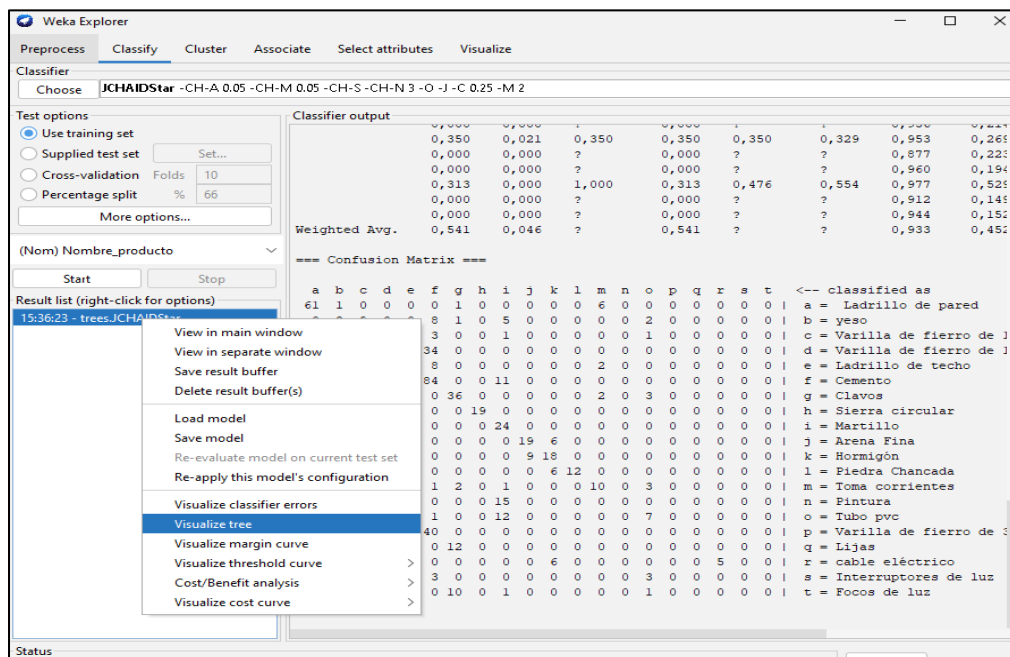 Weka Explorer
Preprocess Classify Cluster Associate Select attributes Visualize
Classifier
Choose JCHAIDStar -CH-A 0.05 -CH-M 0.05 -CH-S -CH-N 3 -O -J -C 0.25 -M 2
Test options
Use training set
Supplied test set Set...
Cross-validation Folds 10
Percentage split % 66
More options...
(Nom) Nombre_producto
Start Stop
Result list (right-click for options)
15:36:23 - trees.JCHAIDStar
View in main window
View in separate window
Save result buffer
Delete result buffer(s)
Load model
Save model
Re-evaluate model on current test set
Re-apply this model's configuration
Visualize classifier errors
Visualize tree
Visualize margin curve
Visualize threshold curve >
Cost/Benefit analysis >
Visualize cost curve >
Classifier output
0,350 0,021 0,350 0,350 0,350 0,329 0,953 0,269
0,000 0,000 ? 0,000 ? ? 0,877 0,223
0,000 0,000 ? 0,000 ? ? 0,960 0,194
0,313 0,000 1,000 0,313 0,476 0,554 0,977 0,529
0,000 0,000 ? 0,000 ? ? 0,912 0,149
0,000 0,000 ? 0,000 ? ? 0,944 0,152
Weighted Avg. 0,541 0,046 ? 0,541 ? ? 0,933 0,452
=== Confusion Matrix ===
a b c d e f g h i j k l m n o p q r s t <-- classified as
61 1 0 0 0 0 1 0 0 0 0 0 6 0 0 0 0 0 0 0 | a = Ladrillo de pared
8 1 0 5 0 0 0 0 0 2 0 0 0 0 0 | b = yeso
3 0 0 1 0 0 0 0 0 1 0 0 0 0 0 | c = Varilla de fierro de
34 0 0 0 0 0 0 0 0 0 0 0 0 0 0 | d = Varilla de fierro de
8 0 0 0 0 0 0 2 0 0 0 0 0 0 0 | e = Ladrillo de techo
84 0 0 11 0 0 0 0 0 0 0 0 0 0 0 | f = Cemento
0 36 0 0 0 0 0 2 0 3 0 0 0 0 0 | g = Clavos
0 0 19 0 0 0 0 0 0 0 0 0 0 0 0 | h = Sierra circular
0 0 0 24 0 0 0 0 0 0 0 0 0 0 0 | i = Martillo
0 0 0 0 19 6 0 0 0 0 0 0 0 0 0 | j = Arena Fina
0 0 0 0 9 18 0 0 0 0 0 0 0 0 0 | k = Hormigón
0 0 0 0 0 6 12 0 0 0 0 0 0 0 0 | l = Piedra Chancada
1 2 0 1 0 0 0 10 0 3 0 0 0 0 0 | m = Toma corrientes
0 0 0 15 0 0 0 0 0 0 0 0 0 0 0 | n = Pintura
1 0 0 12 0 0 0 0 0 7 0 0 0 0 0 | o = Tubo pvc
40 0 0 0 0 0 0 0 0 0 0 0 0 0 0 | p = Varilla de fierro de
0 12 0 0 0 0 0 0 0 0 0 0 0 0 0 | q = Lijas
0 0 0 0 0 6 0 0 0 0 0 0 5 0 0 | r = cable eléctrico
3 0 0 0 0 0 0 0 0 3 0 0 0 0 0 | s = Interruptores de luz
0 10 0 1 0 0 0 0 0 1 0 0 0 0 0 | t = Focos de luz
Status